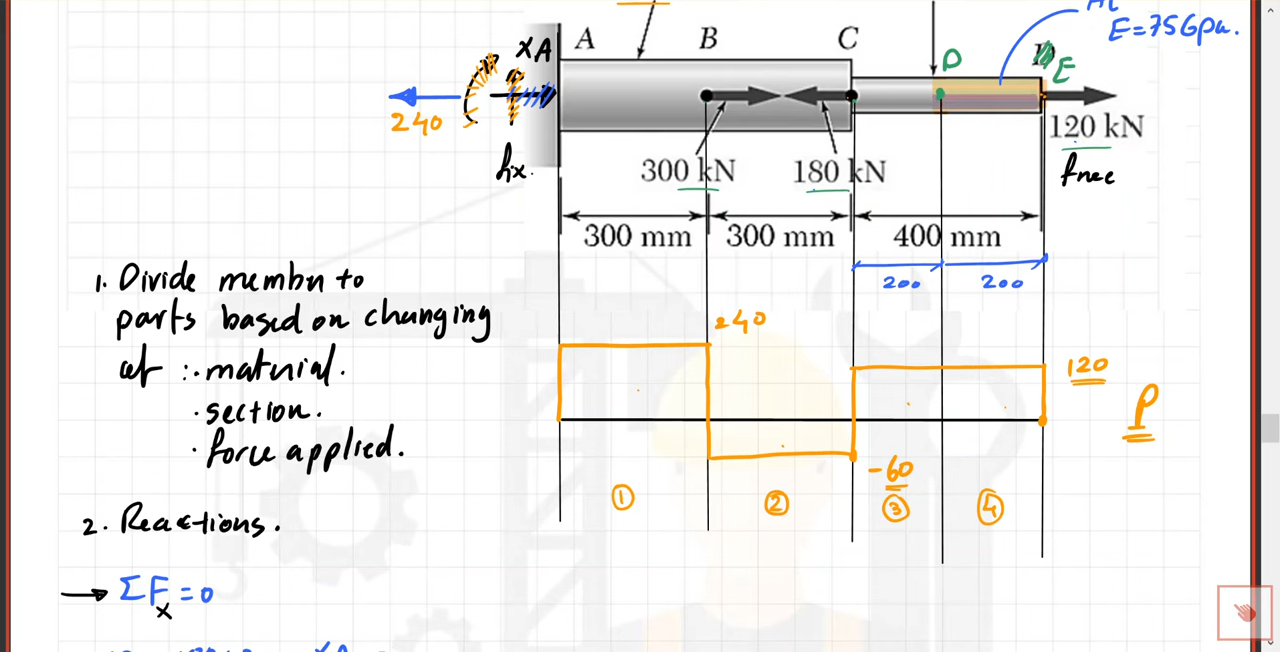 E=75Gpa.
XA A B C D E
240
120 kN
fix.
300 kN 180 kN
free
300 mm 300 mm 400 mm
200 200
1. Divide member to
parts based on changing
of :. material.
. section.
. force applied.
240
120
P
-60
① ② ③ ④
2. Reactions.
→ ΣFx = 0